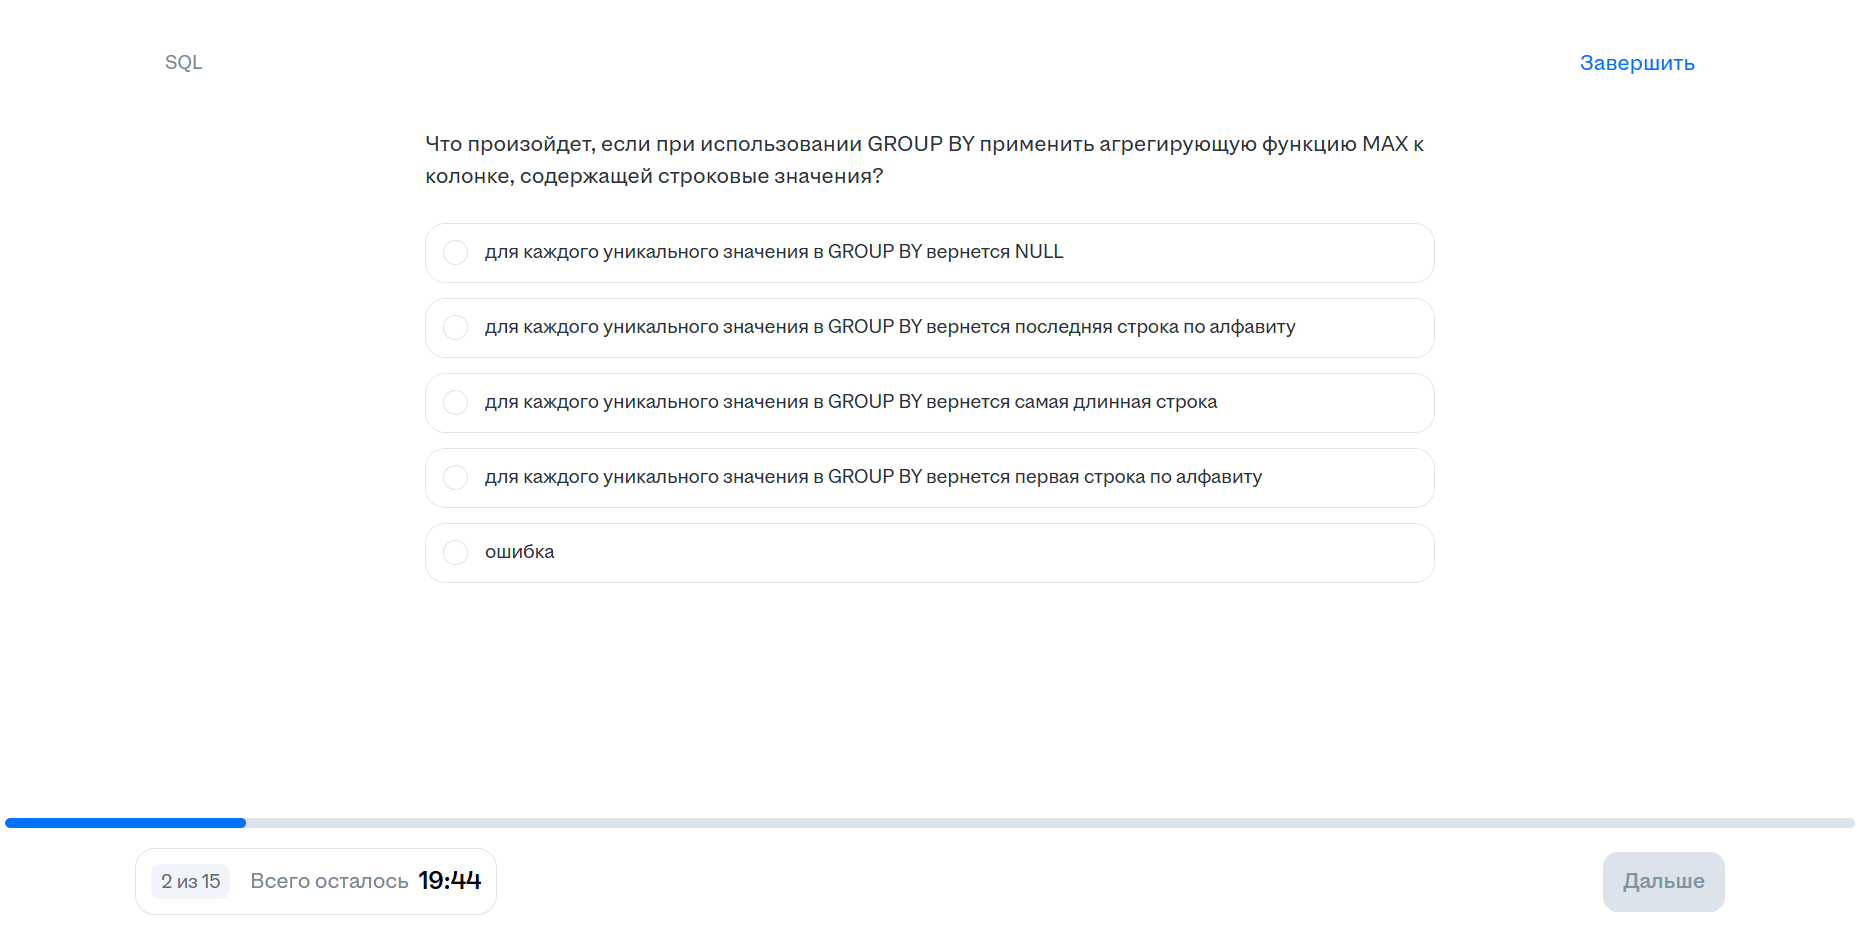 SQL
Завершить
Что произойдет, если при использовании GROUP BY применить агрегирующую функцию MAX к
колонке, содержащей строковые значения?
для каждого уникального значения в GROUP BY вернется NULL
для каждого уникального значения в GROUP BY вернется последняя строка по алфавиту
для каждого уникального значения в GROUP BY вернется самая длинная строка
для каждого уникального значения в GROUP BY вернется первая строка по алфавиту
ошибка
2 из 15
Всего осталось 19:44
Дальше